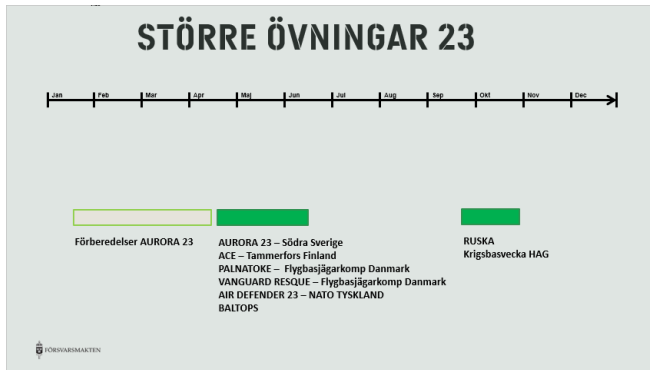 STÖRRE ÖVNINGAR 23
Jan Feb Mar Apr Maj Jun Jul Aug Sep Okt Nov Dec
Förberedelser AURORA 23
AURORA 23 – Södra Sverige
ACE – Tammerfors Finland
PALNATOKE – Flygbasjägarkomp Danmark
VANGUARD RESQUE – Flygbasjägarkomp Danmark
AIR DEFENDER 23 – NATO TYSKLAND
BALTOPS
RUSKA
Krigsbasvecka HAG
FÖRSVARSMAKTEN